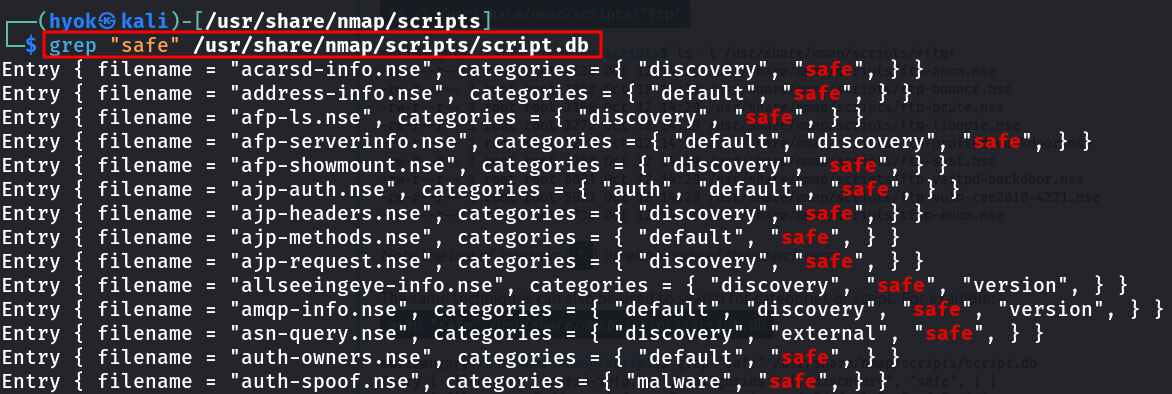 ┌──(hyok㉿kali)-[/usr/share/nmap/scripts]
└─$ grep "safe" /usr/share/nmap/scripts/script.db
Entry { filename = "acarsd-info.nse", categories = { "discovery", "safe", } }
Entry { filename = "address-info.nse", categories = { "default", "safe", } }
Entry { filename = "afp-ls.nse", categories = { "discovery", "safe", } }
Entry { filename = "afp-serverinfo.nse", categories = { "default", "discovery", "safe", } }
Entry { filename = "afp-showmount.nse", categories = { "discovery", "safe", } }
Entry { filename = "ajp-auth.nse", categories = { "auth", "default", "safe", } }
Entry { filename = "ajp-headers.nse", categories = { "discovery", "safe", } }
Entry { filename = "ajp-methods.nse", categories = { "default", "safe", } }
Entry { filename = "ajp-request.nse", categories = { "discovery", "safe", } }
Entry { filename = "allseeingeye-info.nse", categories = { "discovery", "safe", "version", } }
Entry { filename = "amqp-info.nse", categories = { "default", "discovery", "safe", "version", } }
Entry { filename = "asn-query.nse", categories = { "discovery", "external", "safe", } }
Entry { filename = "auth-owners.nse", categories = { "default", "safe", } }
Entry { filename = "auth-spoof.nse", categories = { "malware", "safe", } }